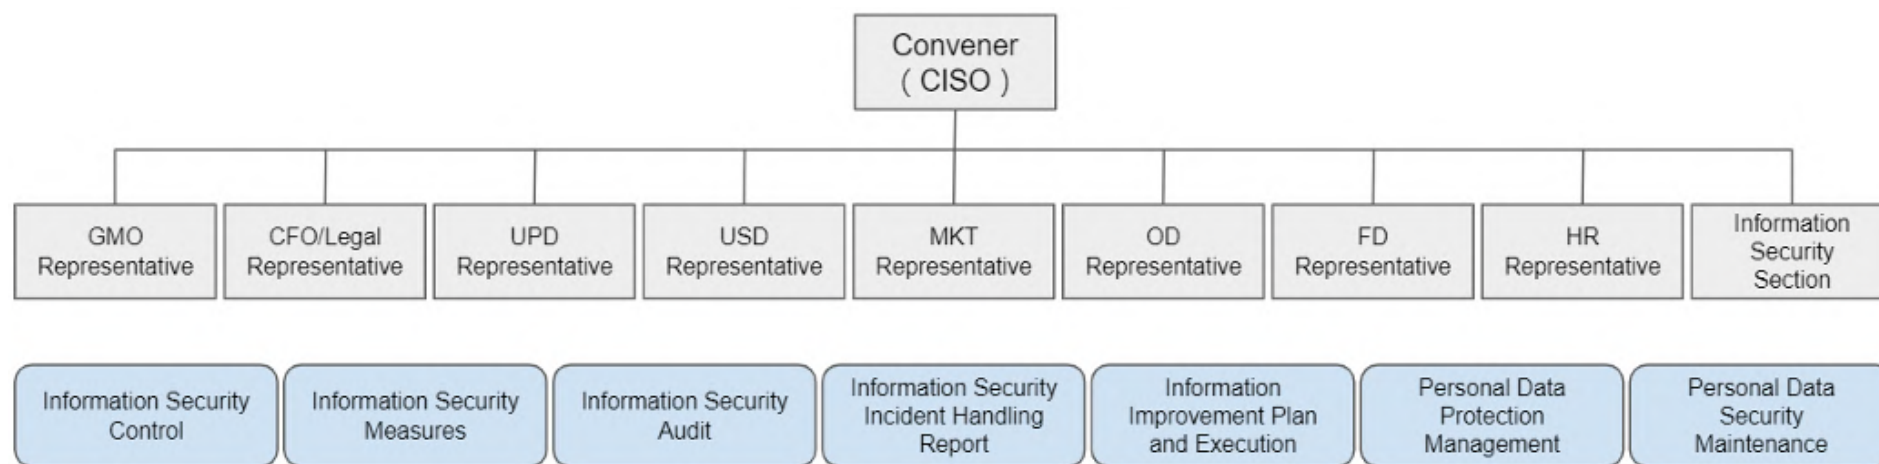 Convener
( CISO )
GMO
Representative
CFO/Legal
Representative
UPD
Representative
USD
Representative
MKT
Representative
OD
Representative
FD
Representative
HR
Representative
Information
Security
Section
Information Security
Control
Information Security
Measures
Information Security
Audit
Information Security
Incident Handling
Report
Information
Improvement Plan
and Execution
Personal Data
Protection
Management
Personal Data
Security
Maintenance